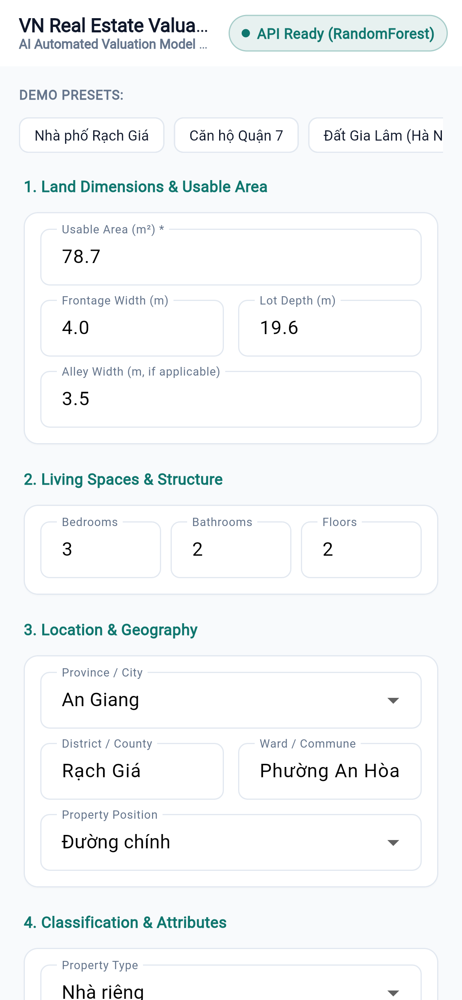 VN Real Estate Valua...
AI Automated Valuation Model ...
API Ready (RandomForest)
DEMO PRESETS:
Nhà phố Rạch Giá
Căn hộ Quận 7
Đất Gia Lâm (Hà N
1. Land Dimensions & Usable Area
Usable Area (m²) *
78.7
Frontage Width (m)
Lot Depth (m)
4.0
19.6
Alley Width (m, if applicable)
3.5
2. Living Spaces & Structure
Bedrooms
Bathrooms
Floors
3
2
2
3. Location & Geography
Province / City
An Giang
District / County
Ward / Commune
Rạch Giá
Phường An Hòa
Property Position
Đường chính
4. Classification & Attributes
Property Type
Nhà riêng